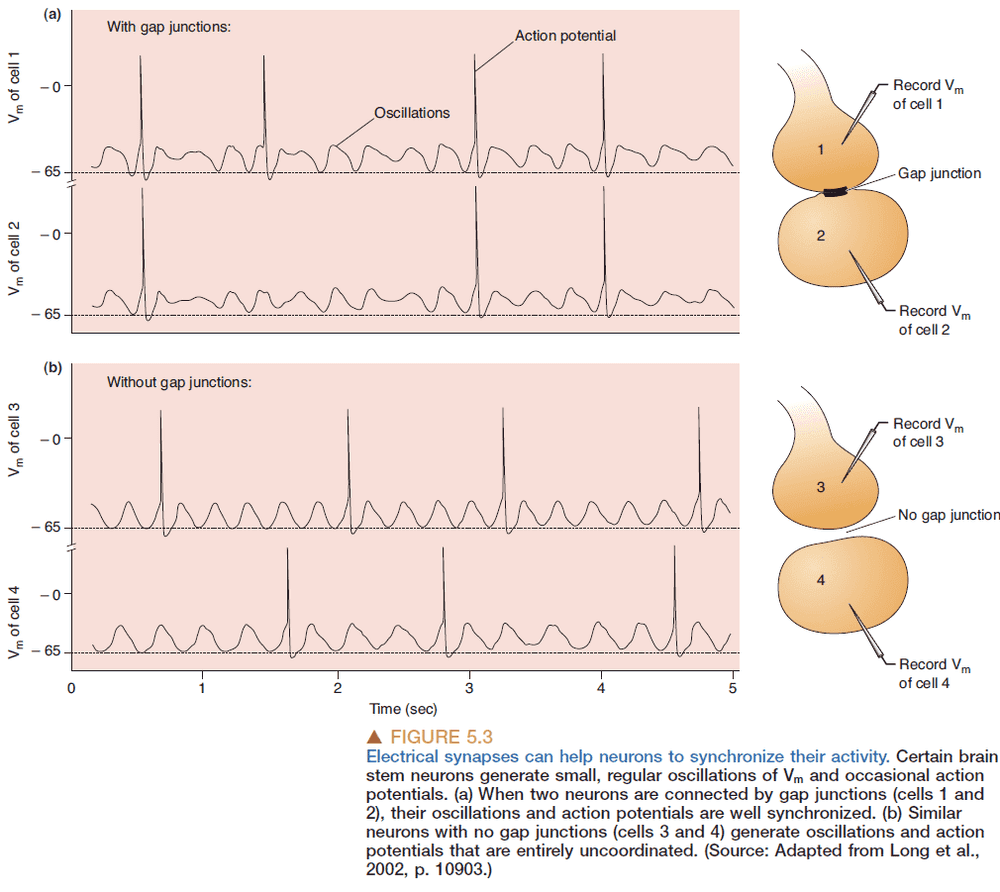 (a)
With gap junctions:
Action potential
Oscillations
Vm of cell 1
– 0
– 65
Vm of cell 2
– 0
– 65
1
2
Record Vm
of cell 1
Gap junction
Record Vm
of cell 2
(b)
Without gap junctions:
Vm of cell 3
– 0
– 65
Vm of cell 4
– 0
– 65
0 1 2 3 4 5
Time (sec)
3
4
Record Vm
of cell 3
No gap junction
Record Vm
of cell 4
▲ FIGURE 5.3
Electrical synapses can help neurons to synchronize their activity. Certain brain
stem neurons generate small, regular oscillations of Vm and occasional action
potentials. (a) When two neurons are connected by gap junctions (cells 1 and
2), their oscillations and action potentials are well synchronized. (b) Similar
neurons with no gap junctions (cells 3 and 4) generate oscillations and action
potentials that are entirely uncoordinated. (Source: Adapted from Long et al.,
2002, p. 10903.)